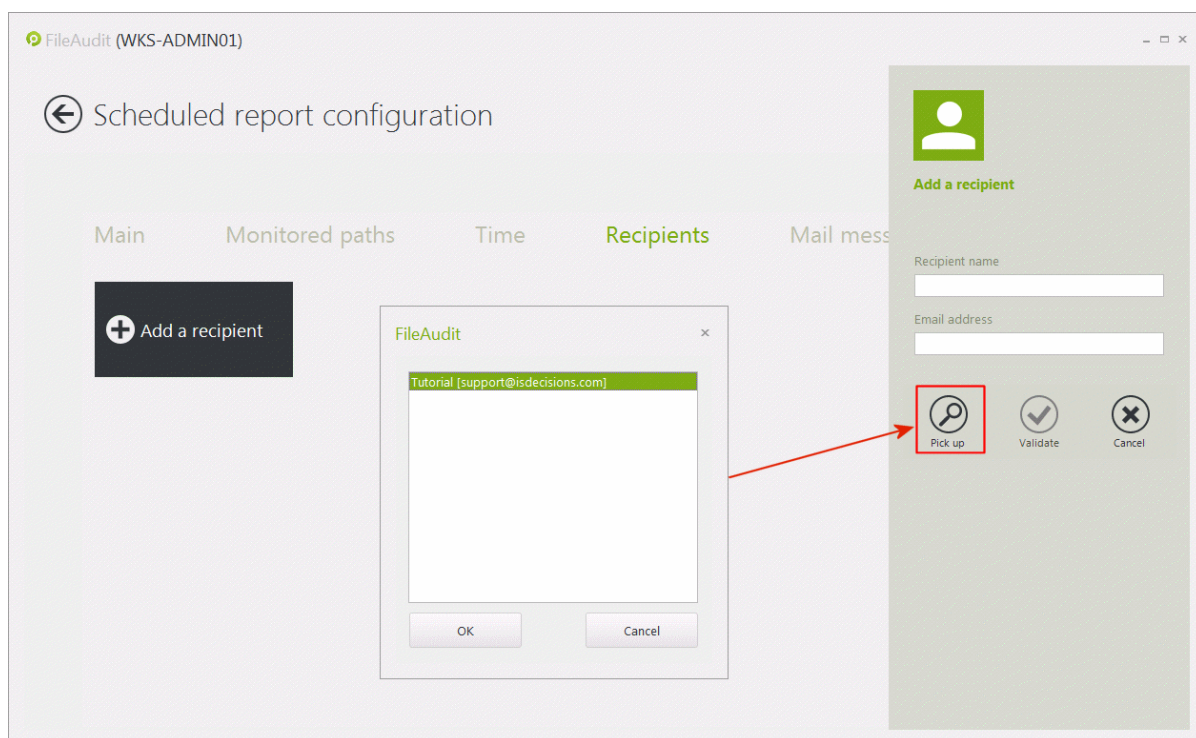 FileAudit (WKS-ADMIN01)
Scheduled report configuration
Main Monitored paths Time Recipients Mail mess
Add a recipient
FileAudit
Tutorial [support@isdecisions.com]
OK Cancel
Add a recipient
Recipient name
Email address
Pick up Validate Cancel